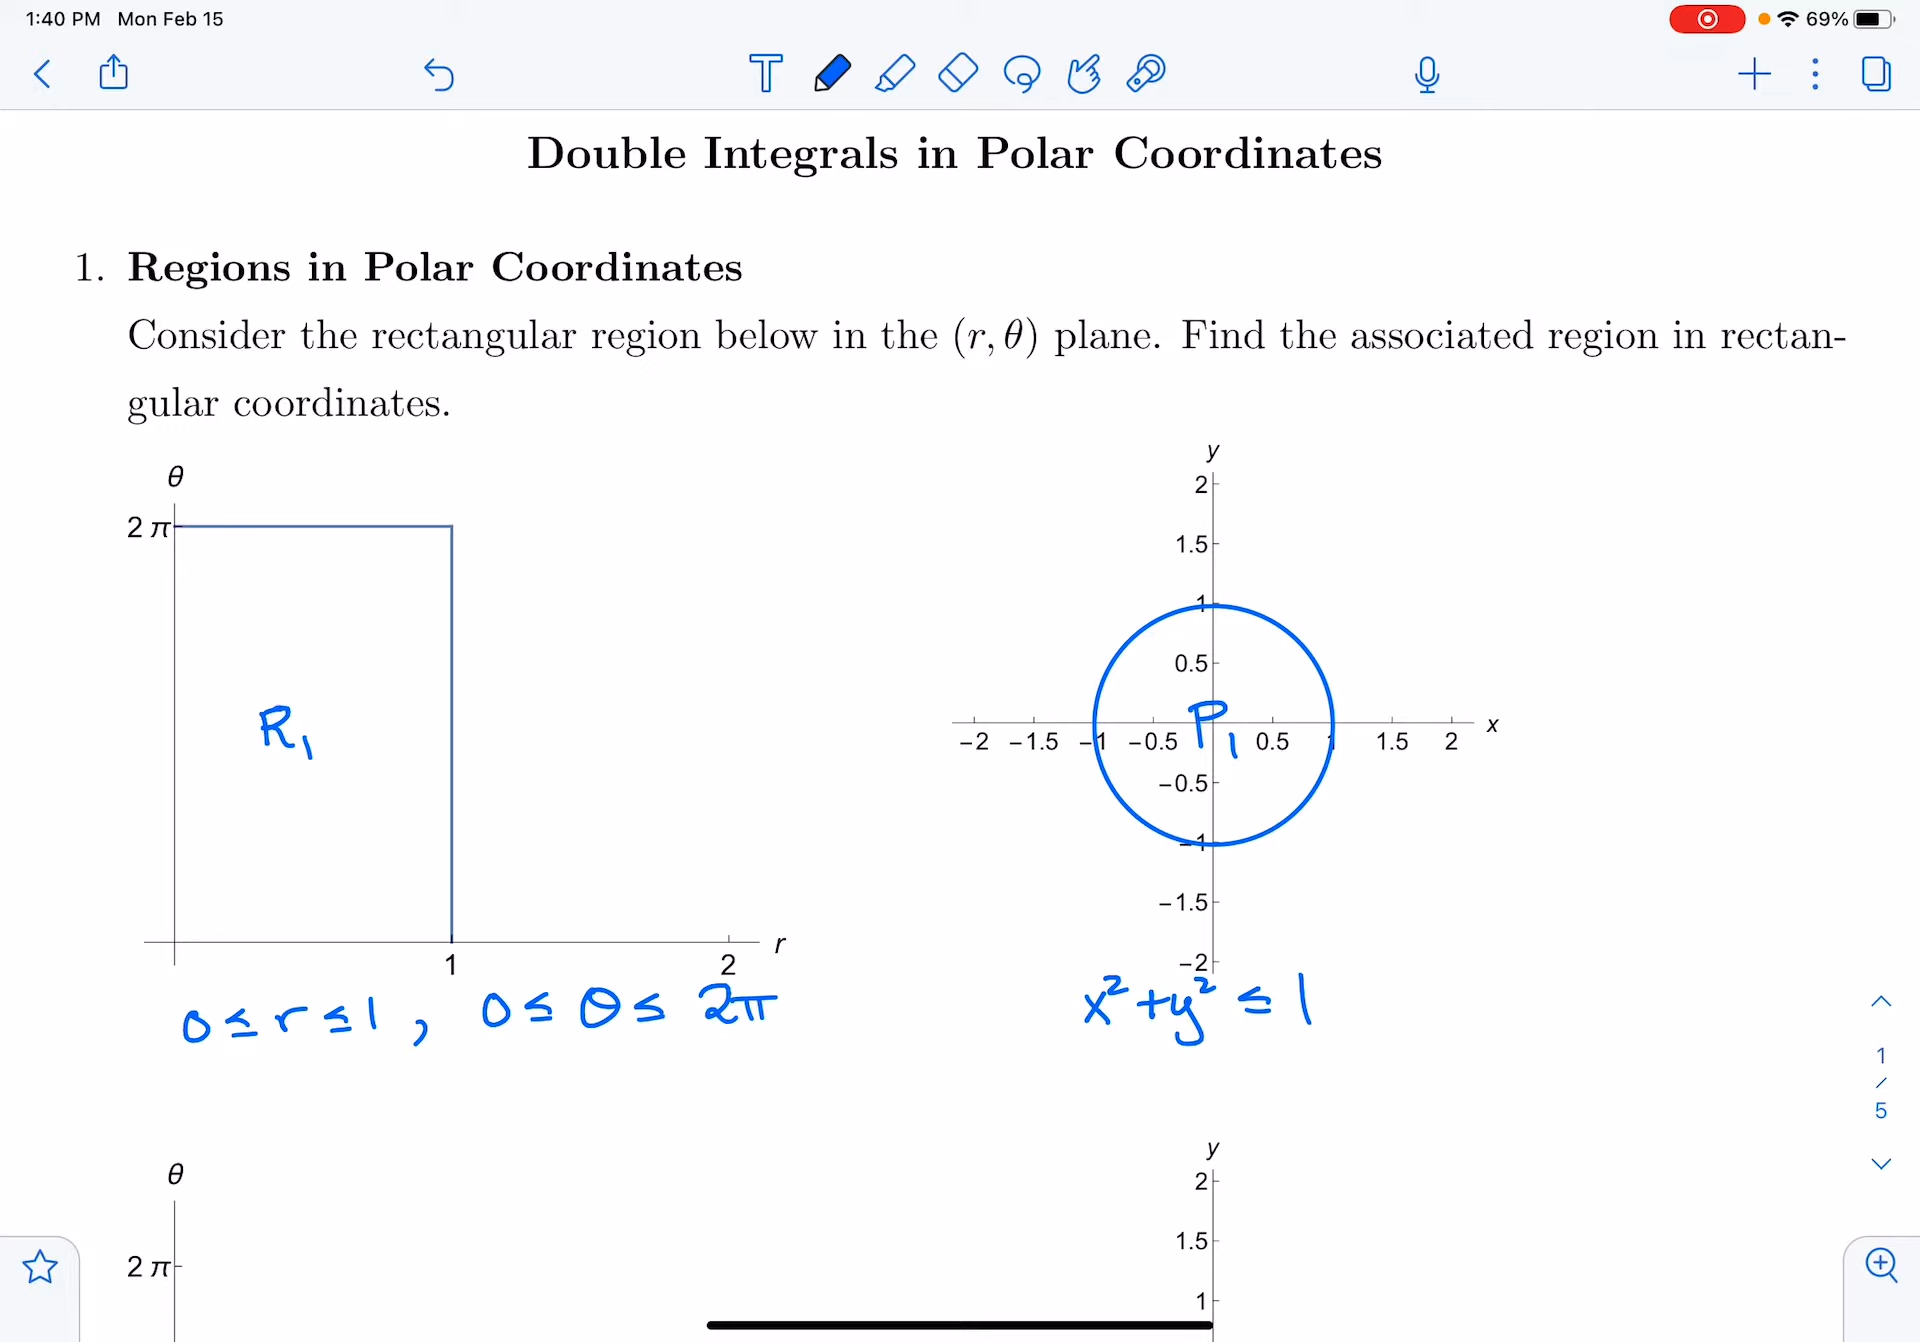 1:40 PM Mon Feb 15
69%
Double Integrals in Polar Coordinates
1. Regions in Polar Coordinates
Consider the rectangular region below in the (r, θ) plane. Find the associated region in rectan-
gular coordinates.
θ
2 π
R₁
1
2
r
0 ≤ r ≤ 1 , 0 ≤ θ ≤ 2π
y
2
1.5
1
0.5
P₁
−2 −1.5 −1 −0.5 0.5 1 1.5 2 x
−0.5
−1
−1.5
−2
x² + y² ≤ 1
1
/
5
θ
2 π
y
2
1.5
1